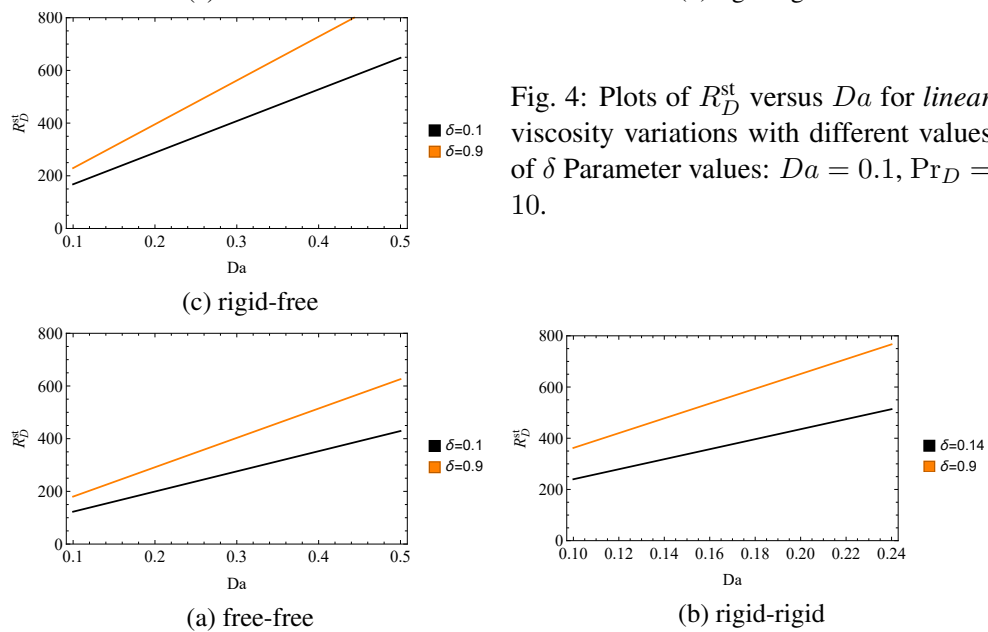 800
600
400
200
0
R_D^st
0.1 0.2 0.3 0.4 0.5
Da
δ=0.1
δ=0.9
(c) rigid-free
Fig. 4: Plots of R_D^st versus Da for linear
viscosity variations with different values
of δ Parameter values: Da = 0.1, Pr_D =
10.
800
600
400
200
0
R_D^st
0.1 0.2 0.3 0.4 0.5
Da
δ=0.1
δ=0.9
(a) free-free
800
600
400
200
0
R_D^st
0.10 0.12 0.14 0.16 0.18 0.20 0.22 0.24
Da
δ=0.14
δ=0.9
(b) rigid-rigid